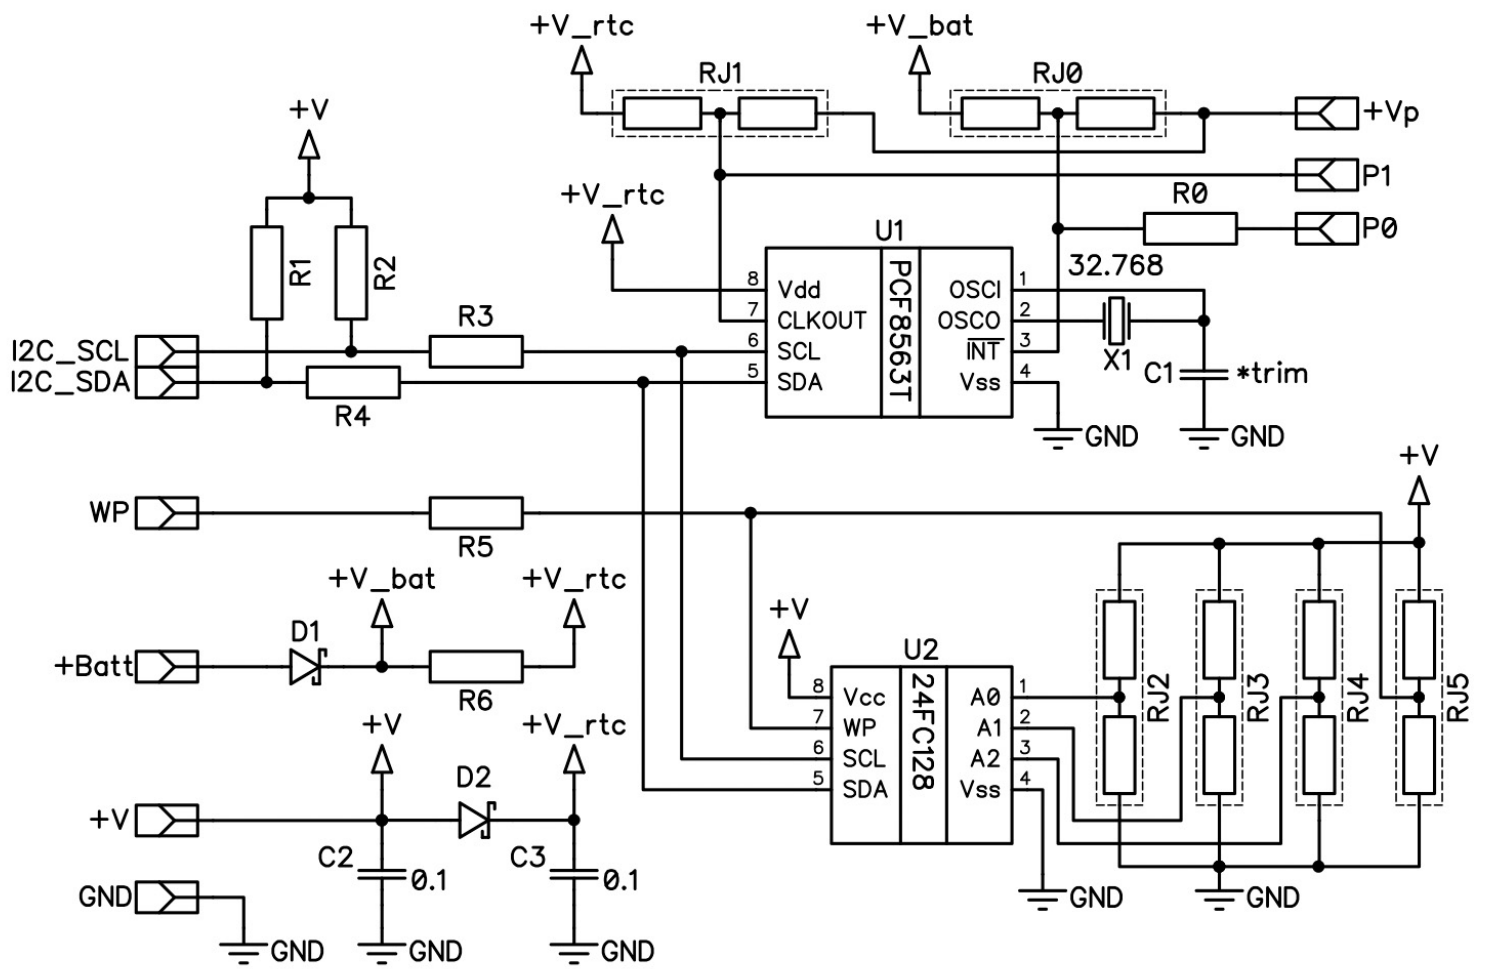 +V_rtc
+V_bat
RJ1
RJ0
+V
+Vp
P1
+V_rtc
R0
P0
U1
32.768
R1
R2
PCF8563T
8 Vdd
OSCI 1
7 CLKOUT
OSCO 2
6 SCL
INT 3
5 SDA
Vss 4
R3
I2C_SCL
I2C_SDA
R4
X1
C1
*trim
GND
GND
+V
WP
R5
+V_bat
+V_rtc
+V
D1
+Batt
R6
U2
24FC128
8 Vcc
A0 1
7 WP
A1 2
6 SCL
A2 3
5 SDA
Vss 4
RJ2
RJ3
RJ4
RJ5
+V
+V_rtc
D2
+V
C2
0.1
C3
0.1
GND
GND
GND
GND
GND
GND